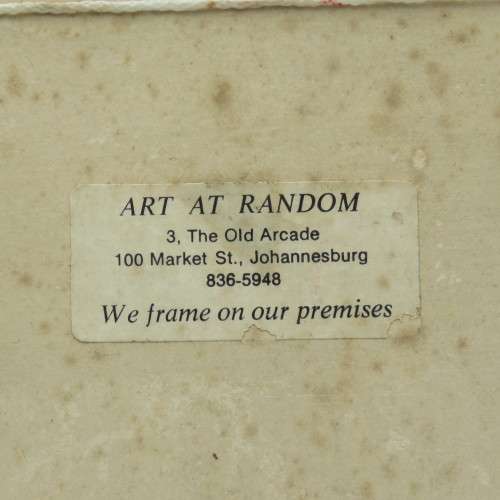 ART AT RANDOM
3, The Old Arcade
100 Market St., Johannesburg
836-5948
We frame on our premises